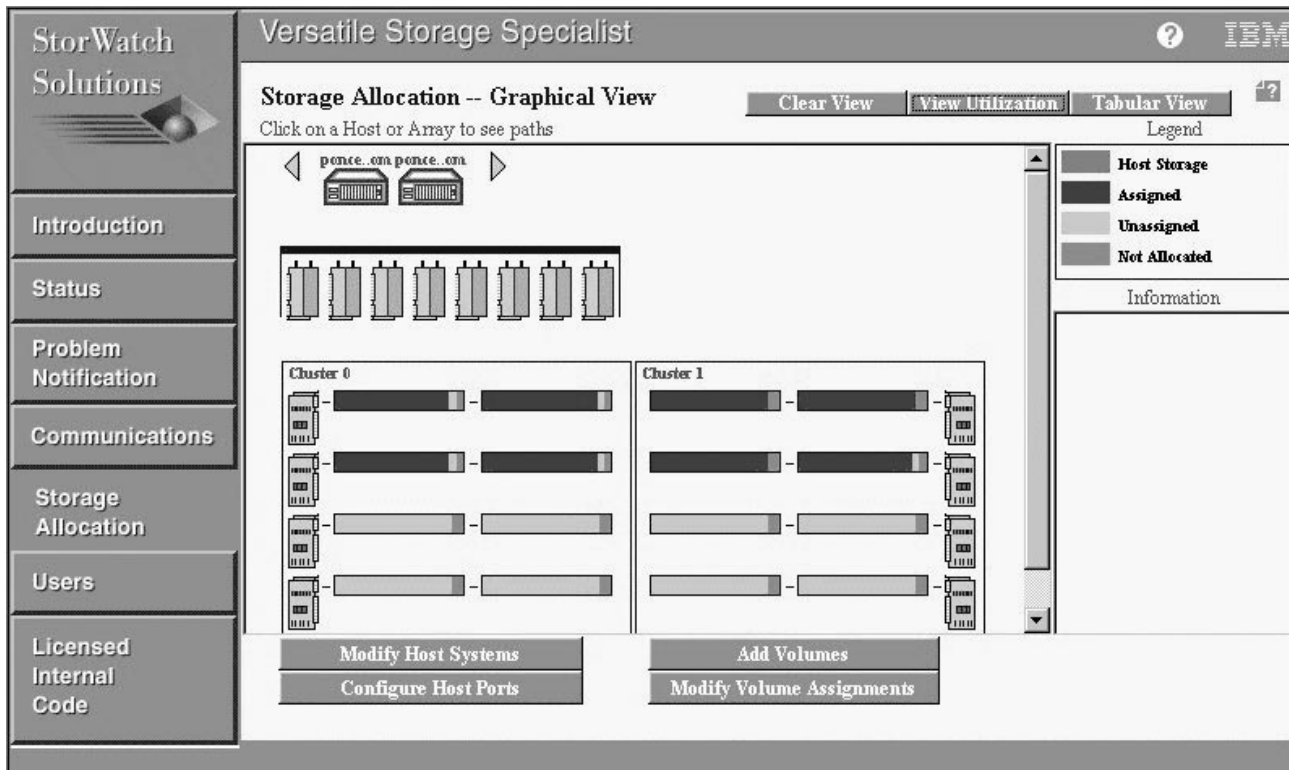 StorWatch
Solutions
Versatile Storage Specialist
?
IBM
Storage Allocation -- Graphical View
Clear View
View Utilization
Tabular View
?
Click on a Host or Array to see paths
Legend
ponce..om ponce..om
Host Storage
Assigned
Unassigned
Not Allocated
Information
Introduction
Status
Problem
Notification
Communications
Storage
Allocation
Users
Licensed
Internal
Code
Cluster 0
Cluster 1
Modify Host Systems
Add Volumes
Configure Host Ports
Modify Volume Assignments